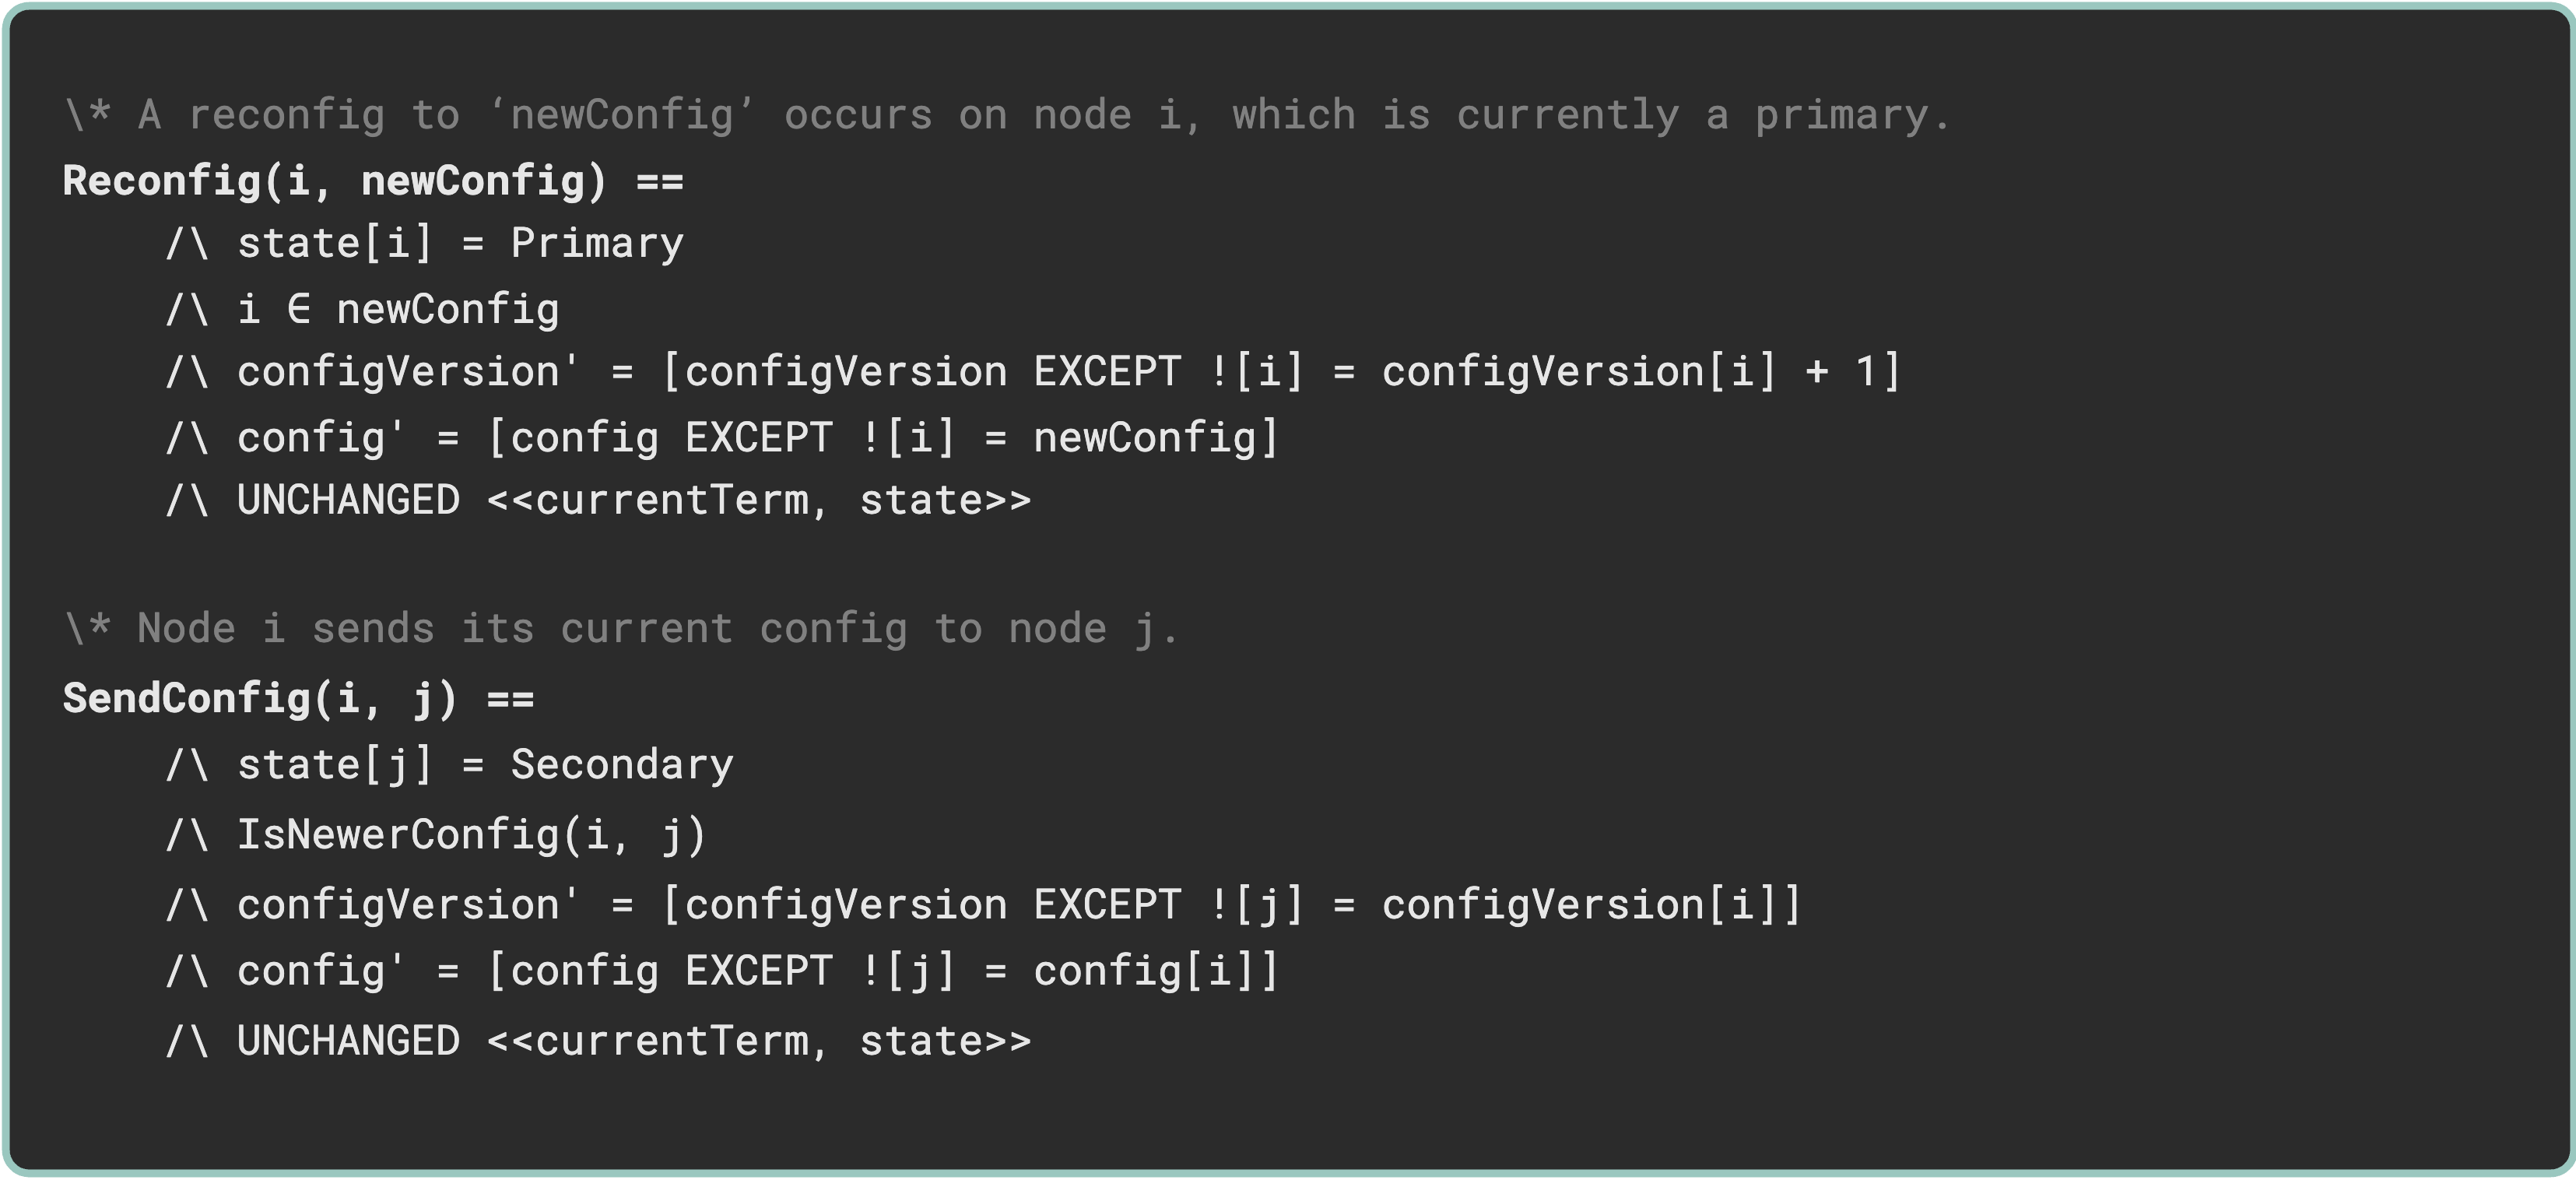 \* A reconfig to ‘newConfig’ occurs on node i, which is currently a primary.
Reconfig(i, newConfig) ==
    /\ state[i] = Primary
    /\ i ∈ newConfig
    /\ configVersion' = [configVersion EXCEPT ![i] = configVersion[i] + 1]
    /\ config' = [config EXCEPT ![i] = newConfig]
    /\ UNCHANGED <<currentTerm, state>>
\* Node i sends its current config to node j.
SendConfig(i, j) ==
    /\ state[j] = Secondary
    /\ IsNewerConfig(i, j)
    /\ configVersion' = [configVersion EXCEPT ![j] = configVersion[i]]
    /\ config' = [config EXCEPT ![j] = config[i]]
    /\ UNCHANGED <<currentTerm, state>>